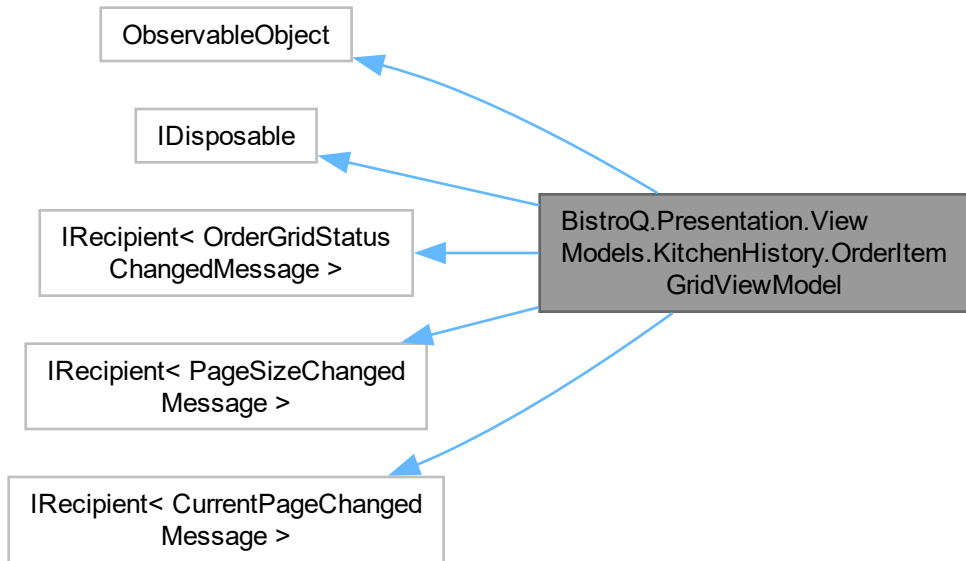 ObservableObject
IDisposable
IRecipient< OrderGridStatus
ChangedMessage >
IRecipient< PageSizeChanged
Message >
IRecipient< CurrentPageChanged
Message >
BistroQ.Presentation.View
Models.KitchenHistory.OrderItem
GridViewModel